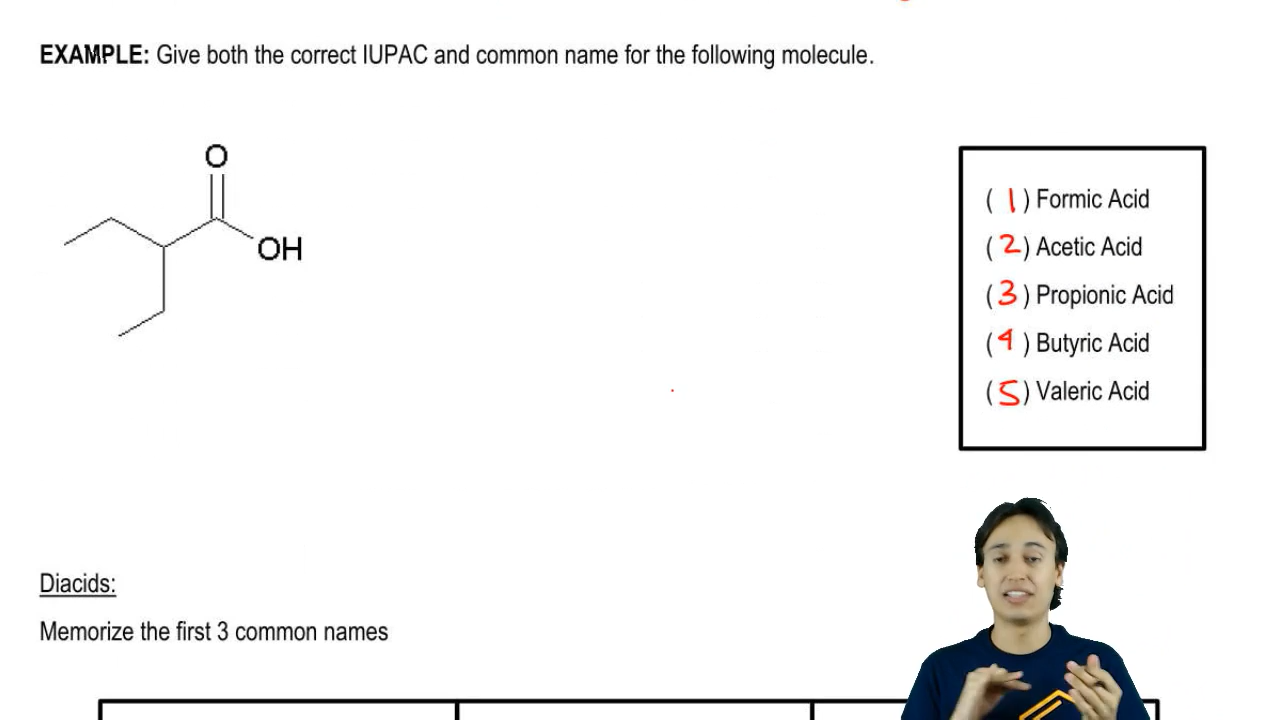 EXAMPLE: Give both the correct IUPAC and common name for the following molecule.
O
OH
(1) Formic Acid
(2) Acetic Acid
(3) Propionic Acid
(4) Butyric Acid
(5) Valeric Acid
Diacids:
Memorize the first 3 common names